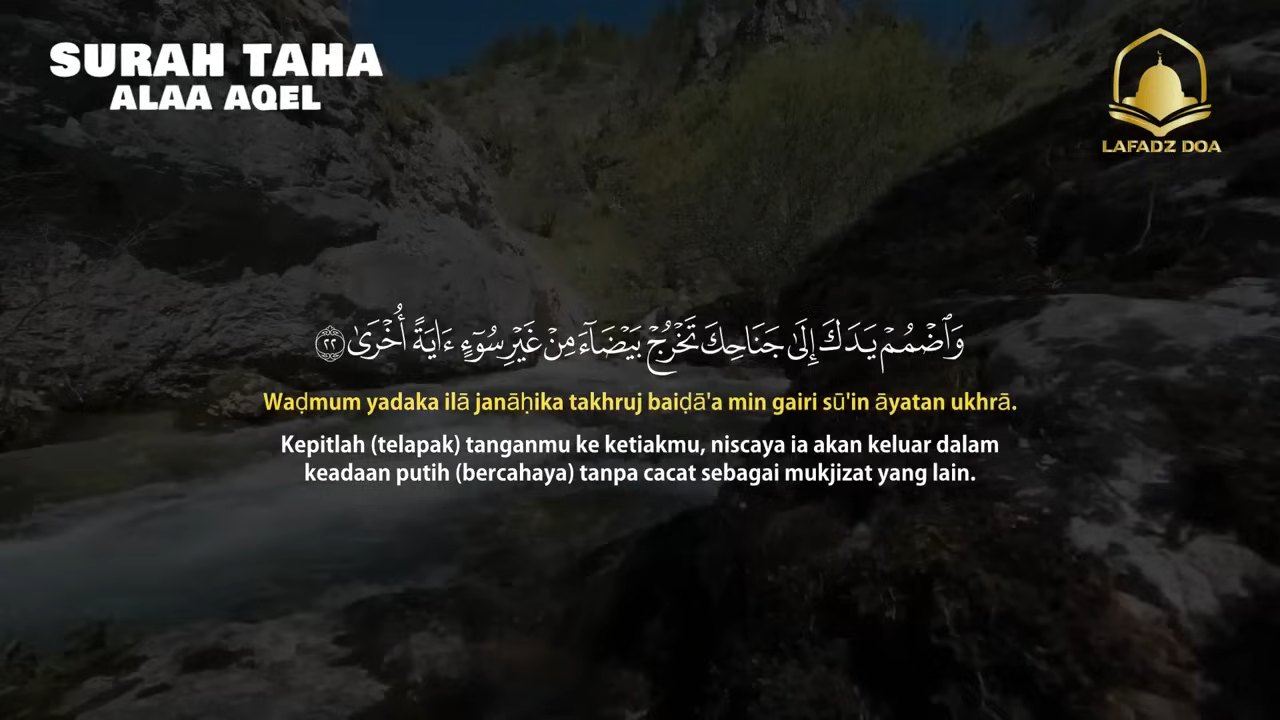 SURAH TAHA
ALAA AQEL
LAFADZ DOA
وَٱضۡمُمۡ يَدَكَ إِلَىٰ جَنَاحِكَ تَخۡرُجۡ بَيۡضَآءَ مِنۡ غَيۡرِ سُوٓءٍ ءَايَةً أُخۡرَىٰ ٢٢
Waḍmum yadaka ilā janāḥika takhruj baiḍā'a min gairi sū'in āyatan ukhrā.
Kepitlah (telapak) tanganmu ke ketiakmu, niscaya ia akan keluar dalam
keadaan putih (bercahaya) tanpa cacat sebagai mukjizat yang lain.